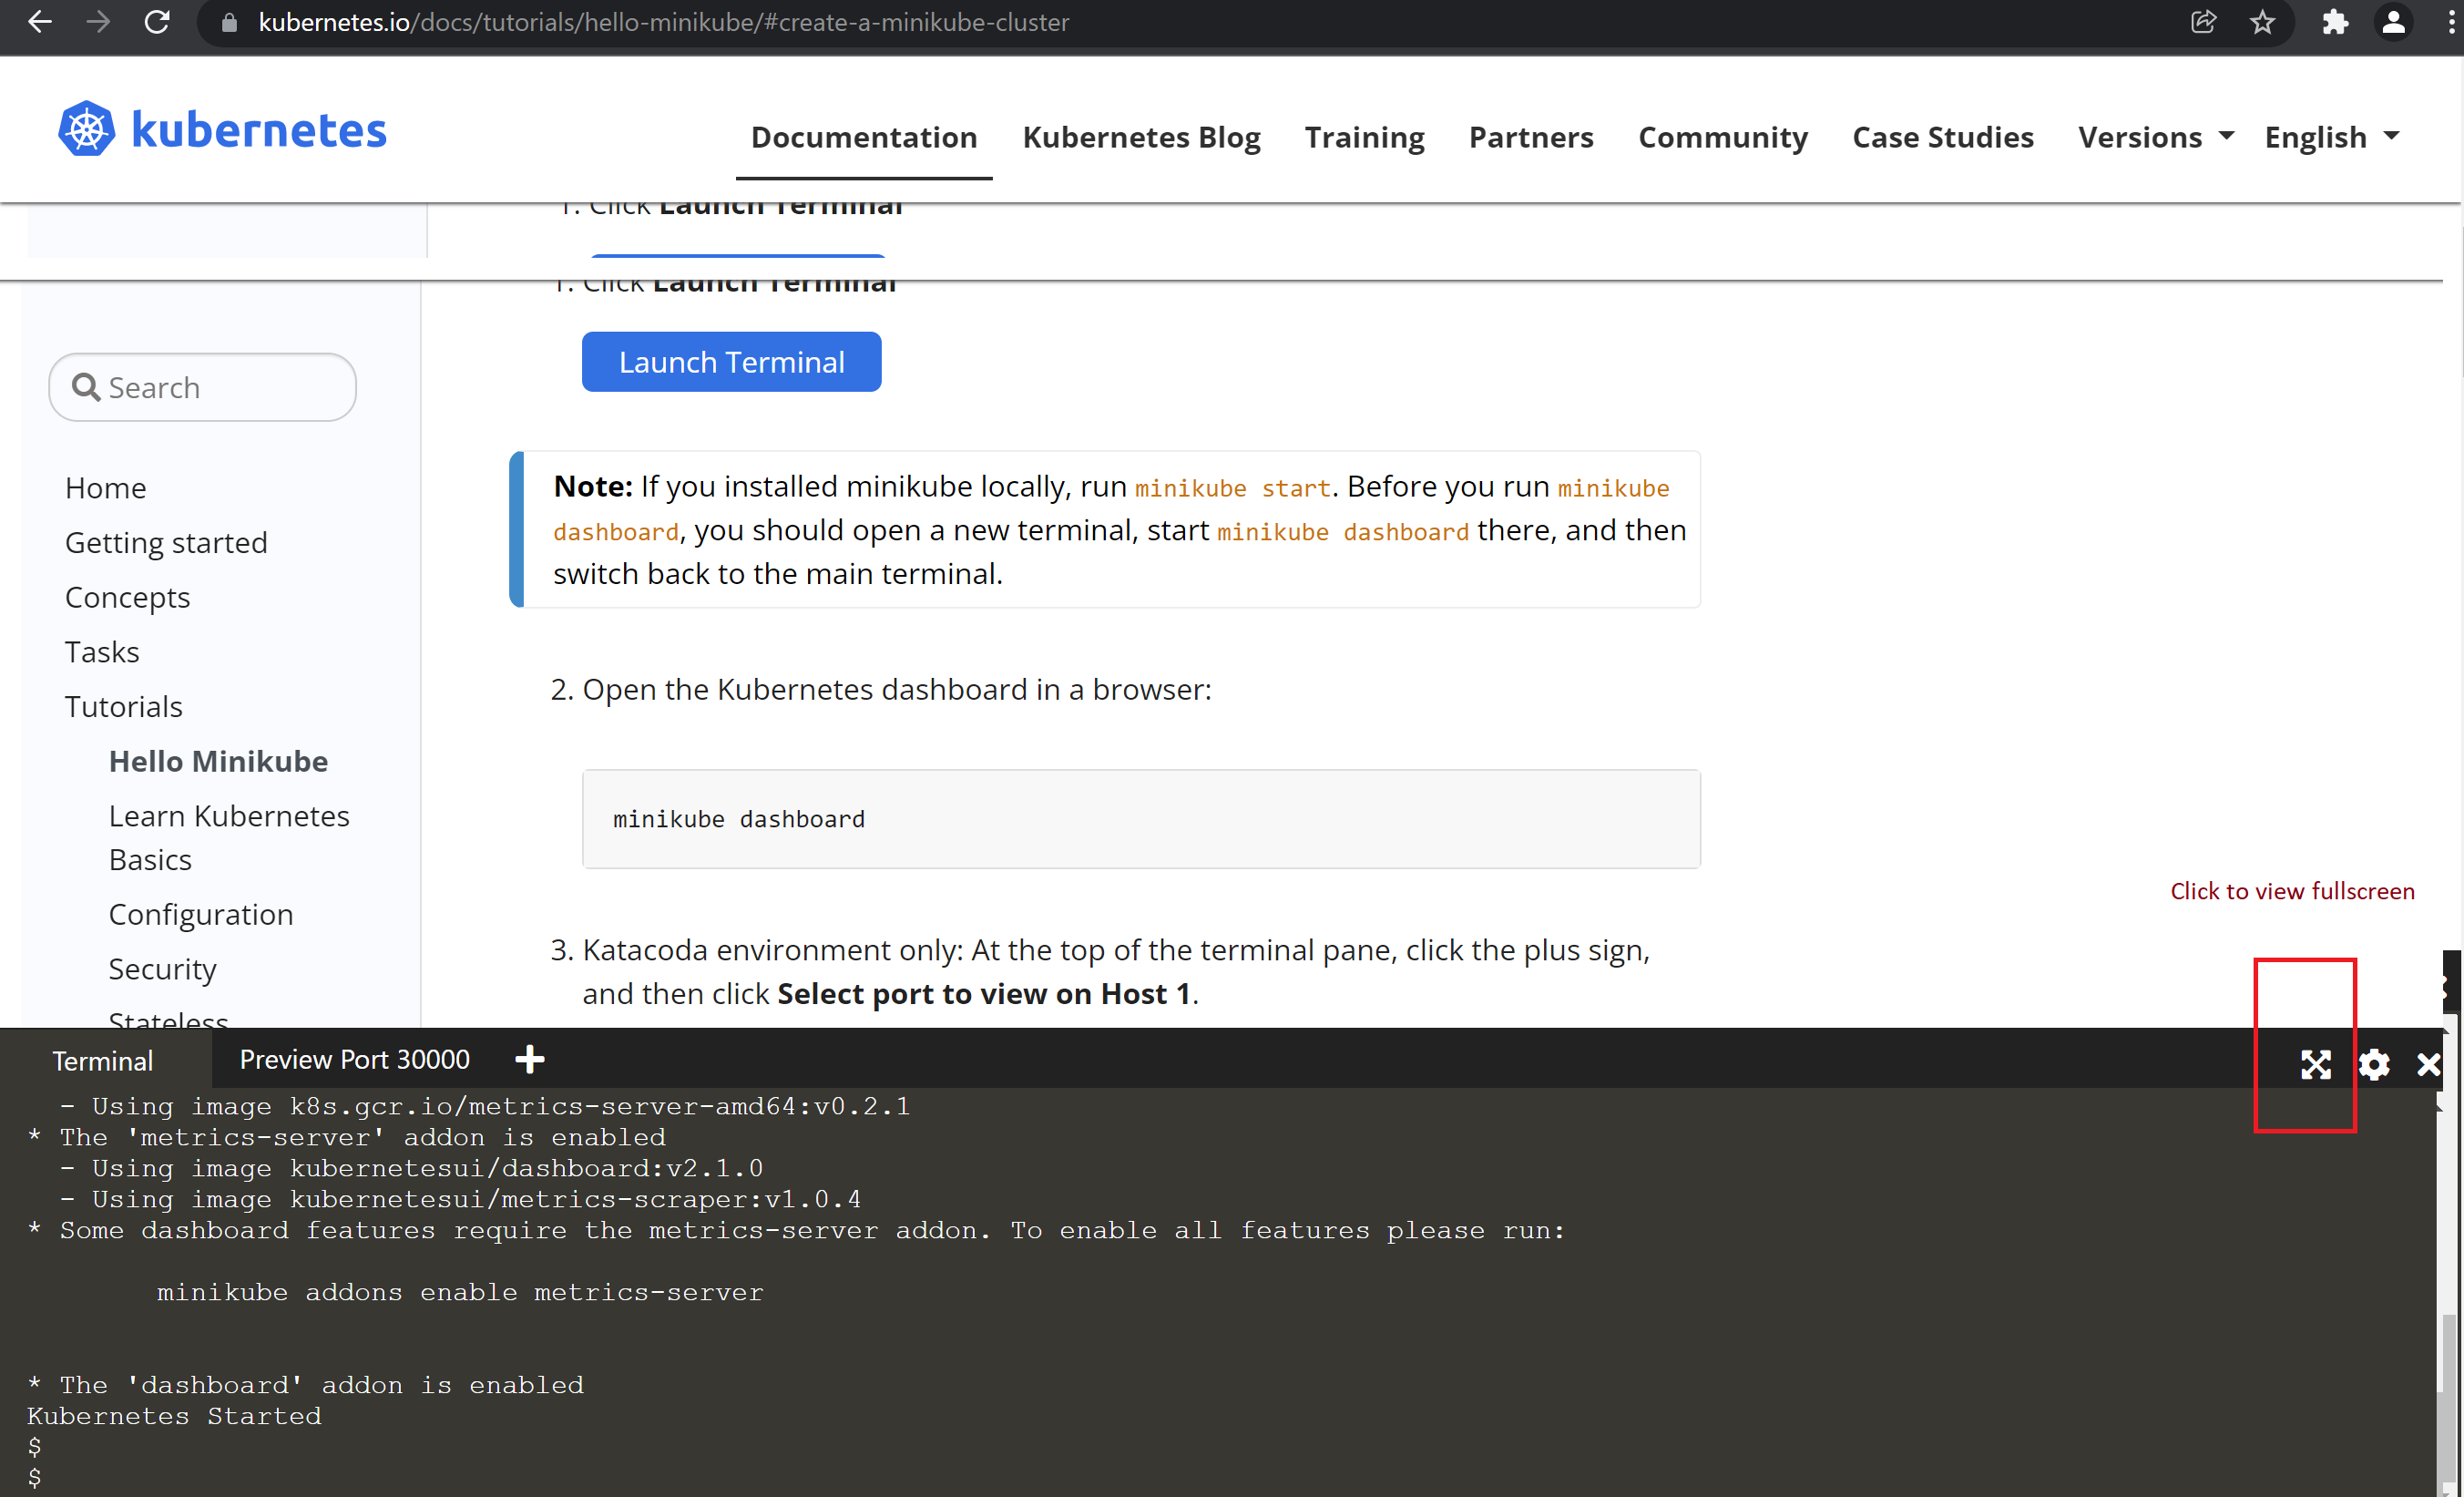 kubernetes.io/docs/tutorials/hello-minikube/#create-a-minikube-cluster
kubernetes
Documentation Kubernetes Blog Training Partners Community Case Studies Versions English
1. Click Launch Terminal
1. Click Launch Terminal
Launch Terminal
Search
Home
Getting started
Concepts
Tasks
Tutorials
Hello Minikube
Learn Kubernetes
Basics
Configuration
Security
Stateless
Note: If you installed minikube locally, run minikube start. Before you run minikube
dashboard, you should open a new terminal, start minikube dashboard there, and then
switch back to the main terminal.
2. Open the Kubernetes dashboard in a browser:
minikube dashboard
Click to view fullscreen
3. Katacoda environment only: At the top of the terminal pane, click the plus sign,
and then click Select port to view on Host 1.
Terminal Preview Port 30000
- Using image k8s.gcr.io/metrics-server-amd64:v0.2.1
* The 'metrics-server' addon is enabled
- Using image kubernetesui/dashboard:v2.1.0
- Using image kubernetesui/metrics-scraper:v1.0.4
* Some dashboard features require the metrics-server addon. To enable all features please run:
minikube addons enable metrics-server
* The 'dashboard' addon is enabled
Kubernetes Started
$
$